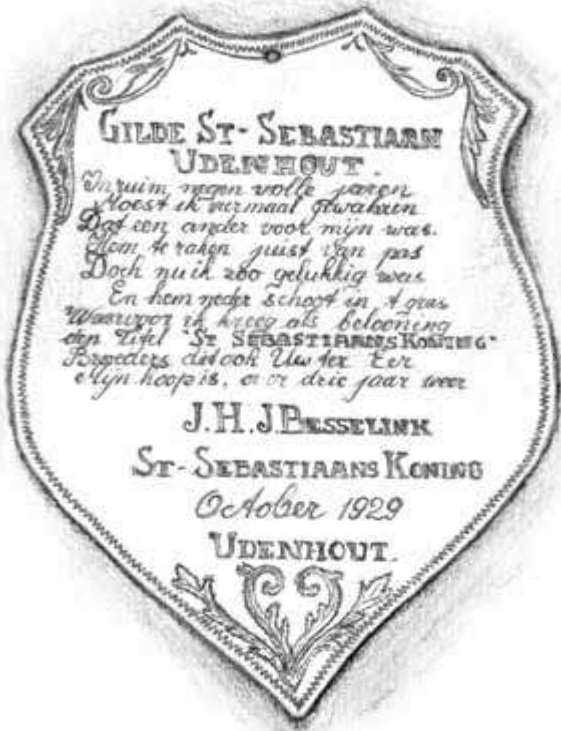 GILDE ST-SEBASTIAAN
UDENHOUT.
In ruim negen volle jaren
Moest ik viermaal gewahren
Dat een ander voor mijn was.
Hem te raken juist van pas
Doch nu ik zoo gelukkig was
En hem neder schoot in 't gras
Waarvoor ik kreeg als belooning
den Titel "ST SEBASTIAANS KONING"
Broeders dit ook Uw ter Eer
Mijn hoop is, over drie jaar weer
J.H.J. BESSELINK
ST-SEBASTIAANS KONING
October 1929
UDENHOUT.